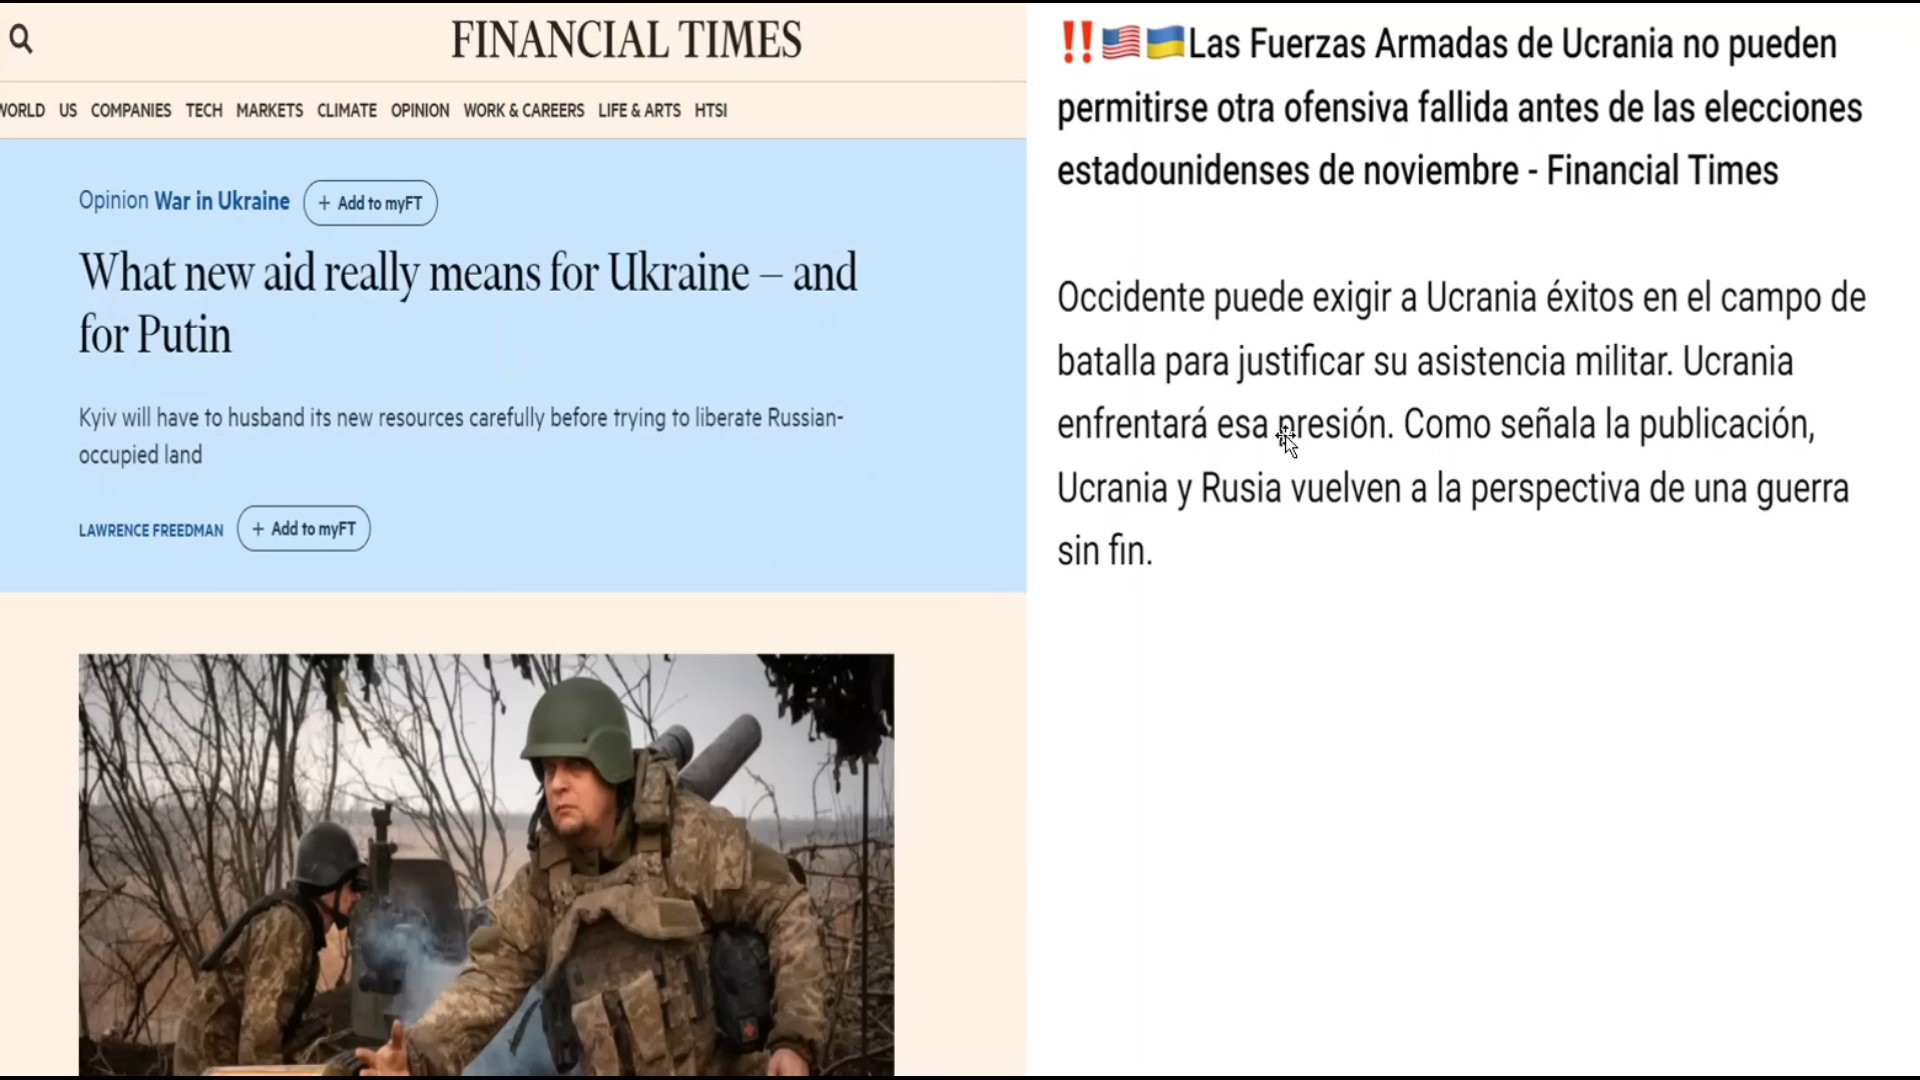 FINANCIAL TIMES
WORLD US COMPANIES TECH MARKETS CLIMATE OPINION WORK & CAREERS LIFE & ARTS HTSI
Opinion War in Ukraine + Add to myFT
What new aid really means for Ukraine – and
for Putin
Kyiv will have to husband its new resources carefully before trying to liberate Russian-
occupied land
LAWRENCE FREEDMAN + Add to myFT
‼️🇺🇸🇺🇦Las Fuerzas Armadas de Ucrania no pueden
permitirse otra ofensiva fallida antes de las elecciones
estadounidenses de noviembre - Financial Times
Occidente puede exigir a Ucrania éxitos en el campo de
batalla para justificar su asistencia militar. Ucrania
enfrentará esa presión. Como señala la publicación,
Ucrania y Rusia vuelven a la perspectiva de una guerra
sin fin.